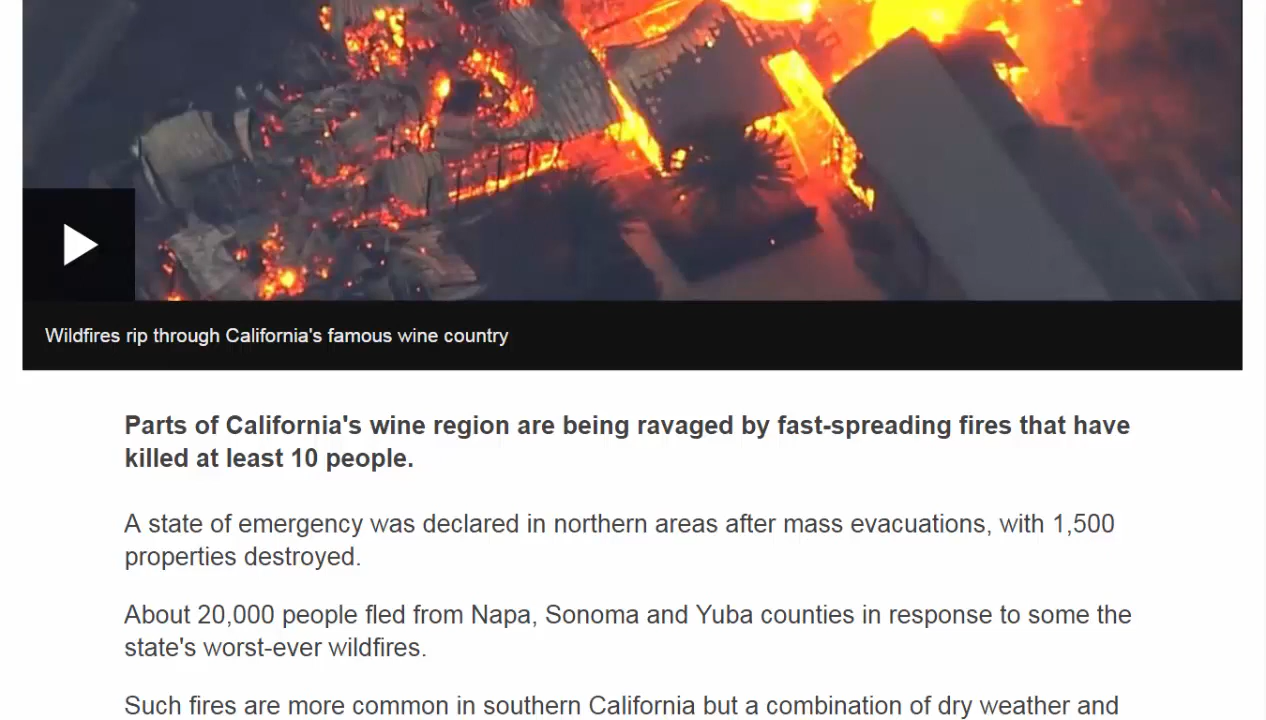 Wildfires rip through California's famous wine country
Parts of California's wine region are being ravaged by fast-spreading fires that have
killed at least 10 people.
A state of emergency was declared in northern areas after mass evacuations, with 1,500
properties destroyed.
About 20,000 people fled from Napa, Sonoma and Yuba counties in response to some the
state's worst-ever wildfires.
Such fires are more common in southern California but a combination of dry weather and